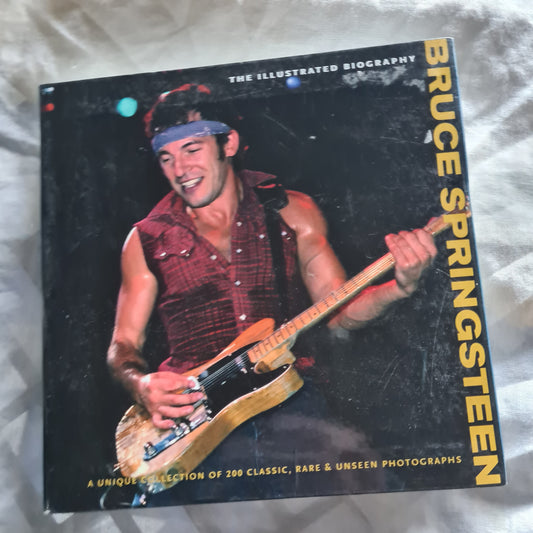 THE ILLUSTRATED BIOGRAPHY
BRUCE SPRINGSTEEN
A UNIQUE COLLECTION OF 200 CLASSIC, RARE & UNSEEN PHOTOGRAPHS